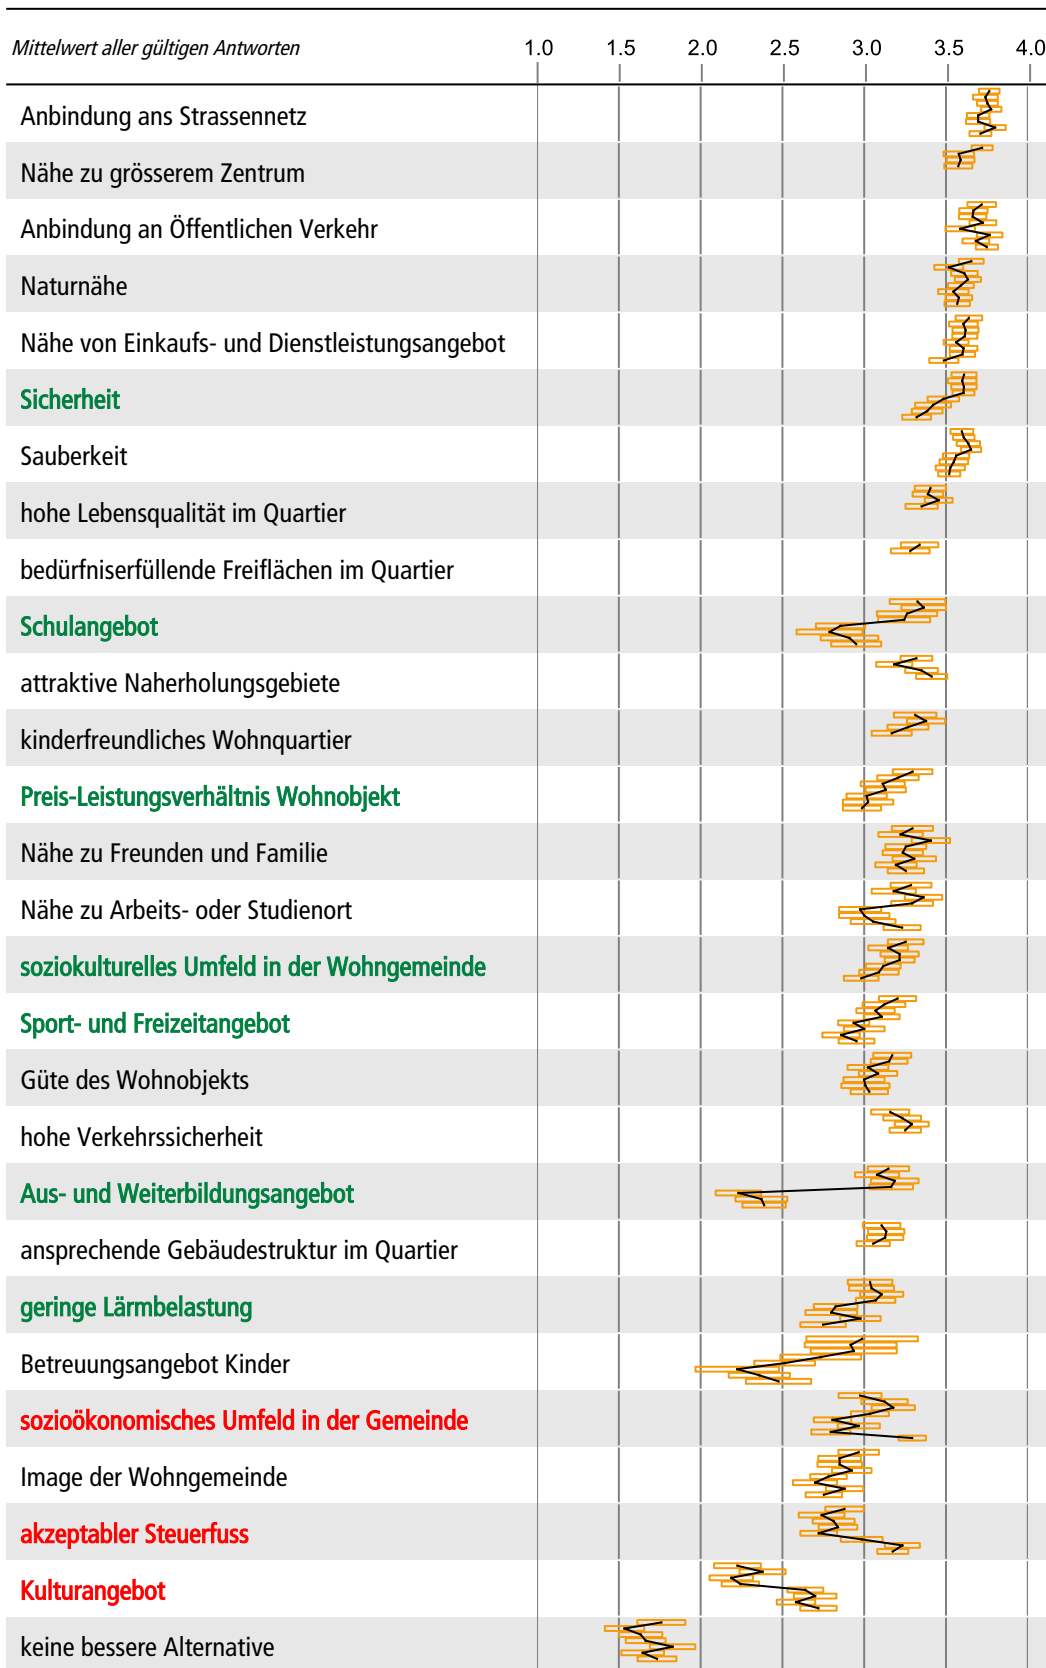 Mittelwert aller gültigen Antworten 1.0 1.5 2.0 2.5 3.0 3.5 4.0
Anbindung ans Strassennetz
Nähe zu grösserem Zentrum
Anbindung an Öffentlichen Verkehr
Naturnähe
Nähe von Einkaufs- und Dienstleistungsangebot
Sicherheit
Sauberkeit
hohe Lebensqualität im Quartier
bedürfniserfüllende Freiflächen im Quartier
Schulangebot
attraktive Naherholungsgebiete
kinderfreundliches Wohnquartier
Preis-Leistungsverhältnis Wohnobjekt
Nähe zu Freunden und Familie
Nähe zu Arbeits- oder Studienort
soziokulturelles Umfeld in der Wohngemeinde
Sport- und Freizeitangebot
Güte des Wohnobjekts
hohe Verkehrssicherheit
Aus- und Weiterbildungsangebot
ansprechende Gebäudestruktur im Quartier
geringe Lärmbelastung
Betreuungsangebot Kinder
sozioökonomisches Umfeld in der Gemeinde
Image der Wohngemeinde
akzeptabler Steuerfuss
Kulturangebot
keine bessere Alternative